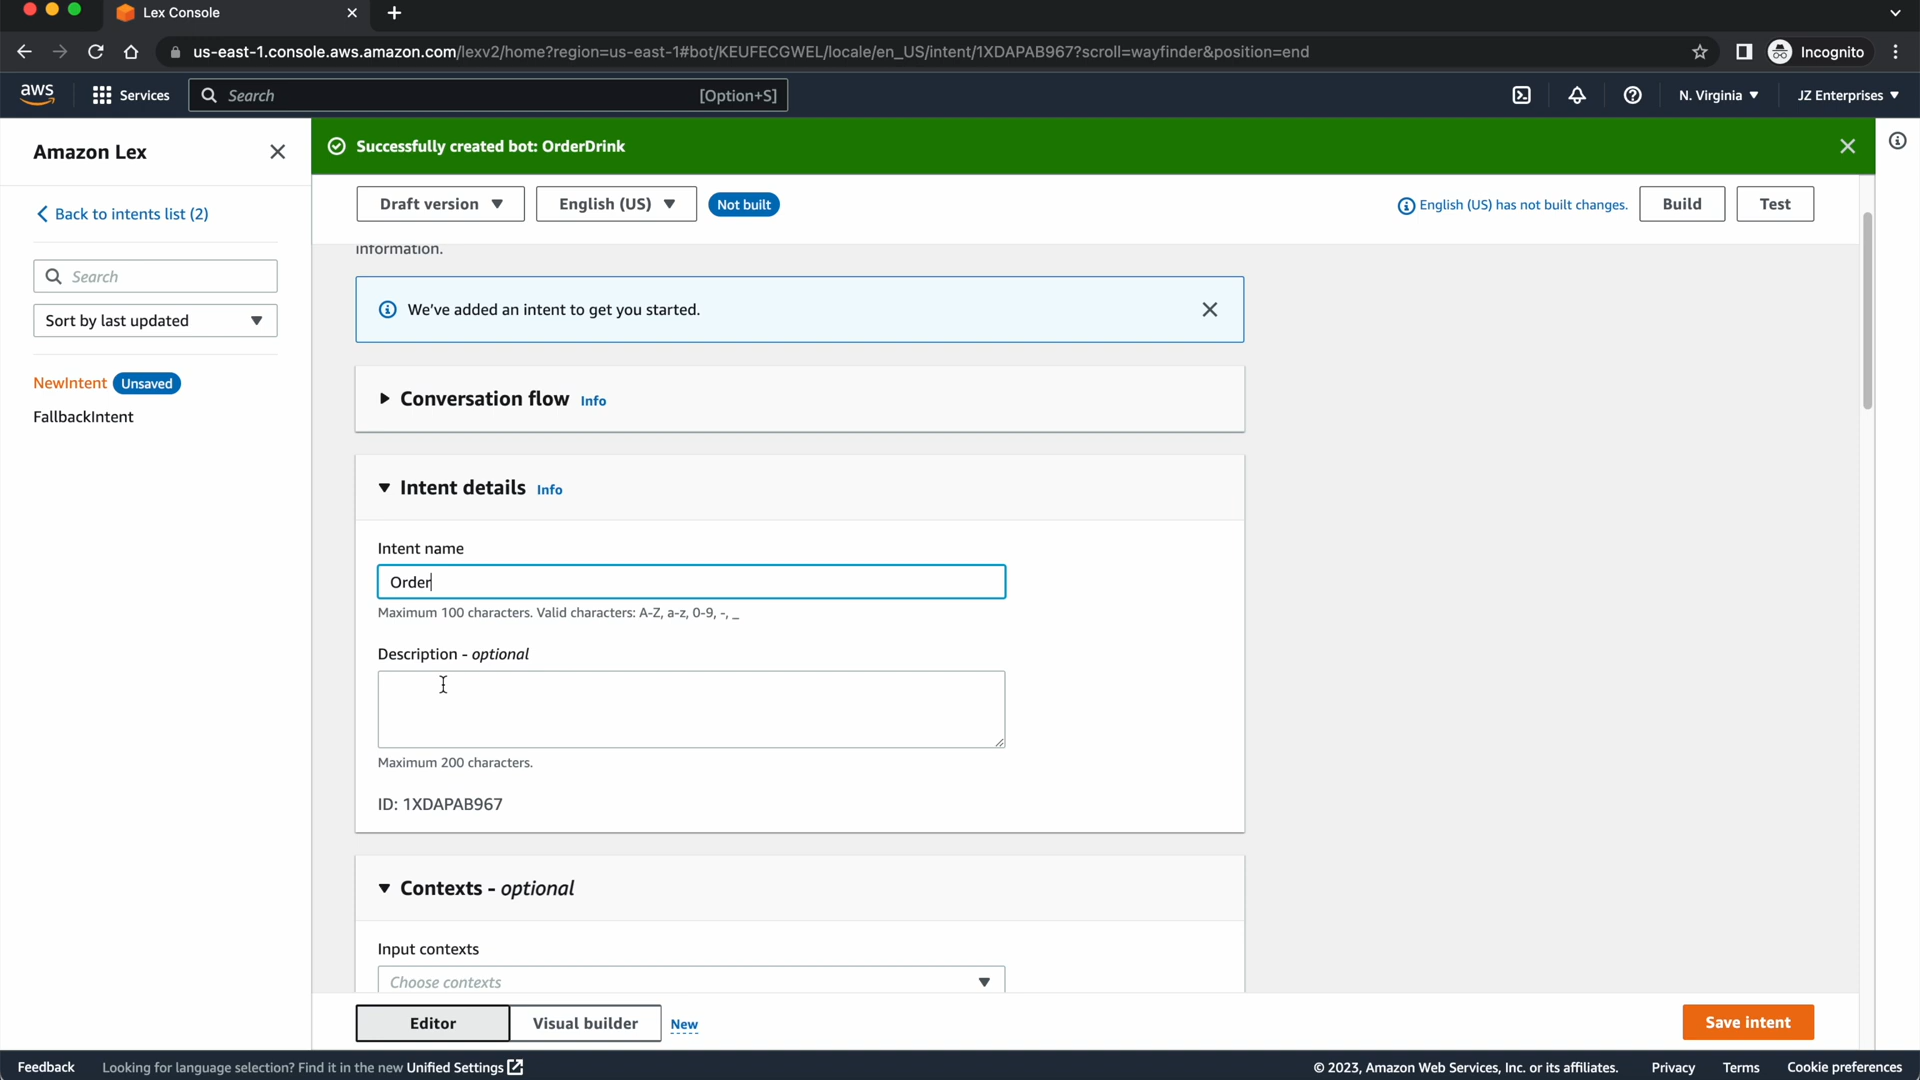 Lex Console
us-east-1.console.aws.amazon.com/lexv2/home?region=us-east-1#bot/KEUFECGWEL/locale/en_US/intent/1XDAPAB967?scroll=wayfinder&position=end
Incognito
aws
Services
Search
[Option+S]
N. Virginia
JZ Enterprises
Amazon Lex
Successfully created bot: OrderDrink
Back to intents list (2)
Draft version
English (US)
Not built
English (US) has not built changes.
Build
Test
information.
Search
Sort by last updated
We've added an intent to get you started.
NewIntent Unsaved
FallbackIntent
Conversation flow Info
Intent details Info
Intent name
Order
Maximum 100 characters. Valid characters: A-Z, a-z, 0-9, -, _
Description - optional
Maximum 200 characters.
ID: 1XDAPAB967
Contexts - optional
Input contexts
Choose contexts
Editor
Visual builder
New
Save intent
Feedback
Looking for language selection? Find it in the new Unified Settings
© 2023, Amazon Web Services, Inc. or its affiliates.
Privacy
Terms
Cookie preferences